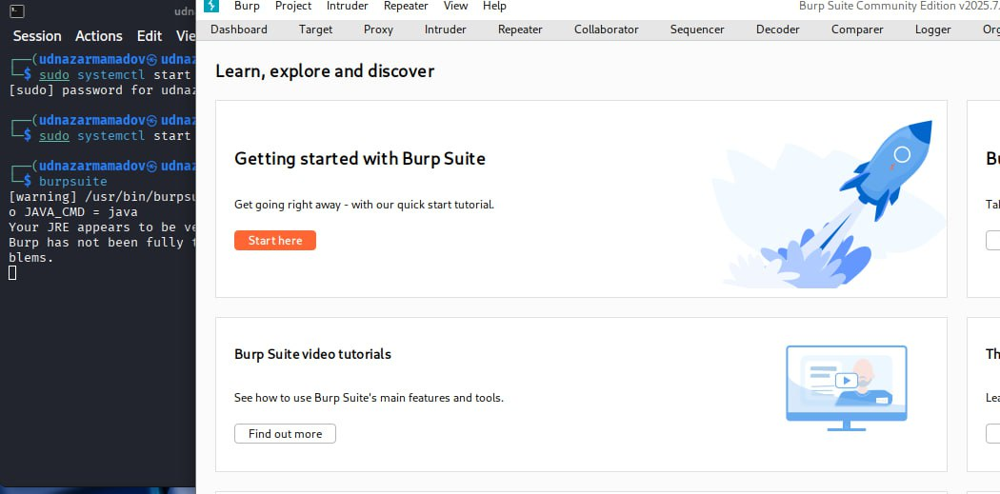 Burp Project Intruder Repeater View Help Burp Suite Community Edition v2025.7.
Dashboard Target Proxy Intruder Repeater Collaborator Sequencer Decoder Comparer Logger Org
udn
Session Actions Edit Vie
┌──(udnazarmamadov㉿udnaz
└─$ sudo systemctl start
[sudo] password for udnaz
┌──(udnazarmamadov㉿udnaz
└─$ sudo systemctl start
┌──(udnazarmamadov㉿udnaz
└─$ burpsuite
[warning] /usr/bin/burpsu
o JAVA_CMD = java
Your JRE appears to be ve
Burp has not been fully t
blems.
Learn, explore and discover
Getting started with Burp Suite
Get going right away - with our quick start tutorial.
Start here
Bu
Tal
Burp Suite video tutorials
See how to use Burp Suite's main features and tools.
Find out more
Th
Lea